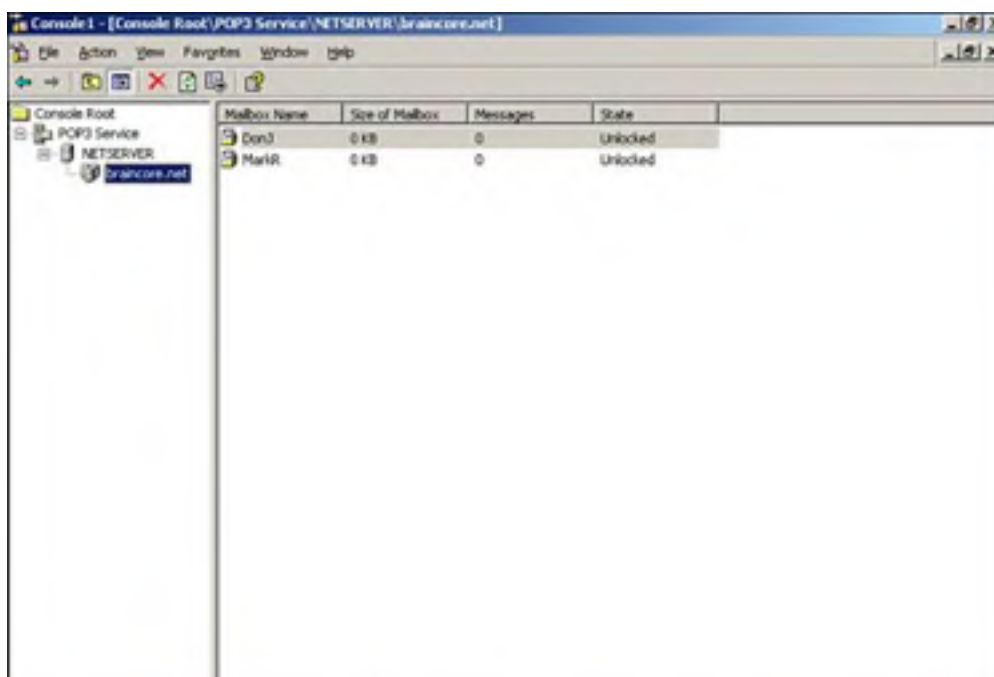 Console1 - [Console Root\POP3 Service\NETSERVER\braincore.net]
File Action View Favorites Window Help
Console Root
POP3 Service
NETSERVER
braincore.net
Mailbox Name Size of Mailbox Messages State
DonJ 0 KB 0 Unlocked
MarkR 0 KB 0 Unlocked